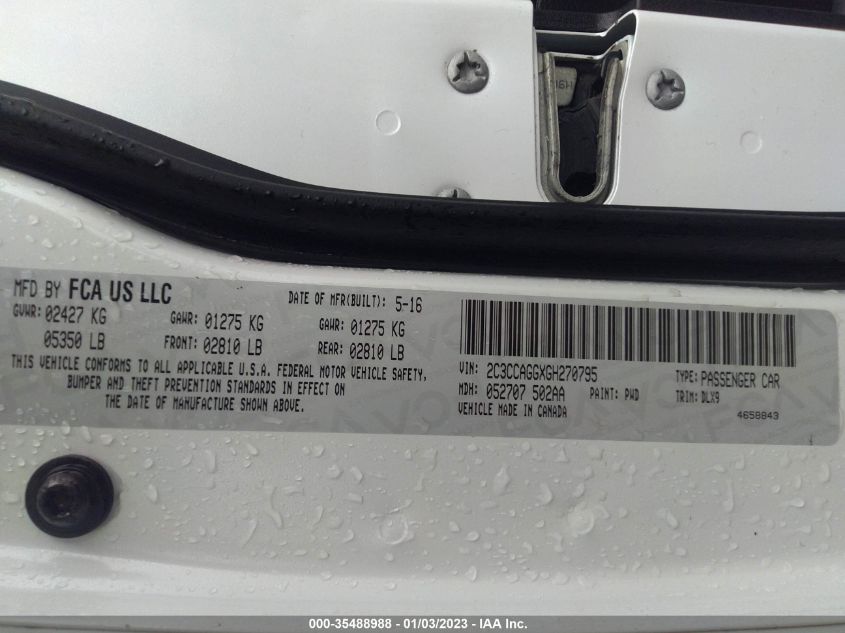 MFD BY FCA US LLC
DATE OF MFR(BUILT): 5-16
GVWR: 02427 KG
GAWR: 01275 KG
GAWR: 01275 KG
05350 LB
FRONT: 02810 LB
REAR: 02810 LB
THIS VEHICLE CONFORMS TO ALL APPLICABLE U.S.A. FEDERAL MOTOR VEHICLE SAFETY,
BUMPER AND THEFT PREVENTION STANDARDS IN EFFECT ON
THE DATE OF MANUFACTURE SHOWN ABOVE.
VIN: 2C3CCAGGXGH270795
TYPE: PASSENGER CAR
MDH: 052707 502AA
PAINT: PWD
TRIM: DLX9
VEHICLE MADE IN CANADA
4658843
000-35488988 - 01/03/2023 - IAA Inc.